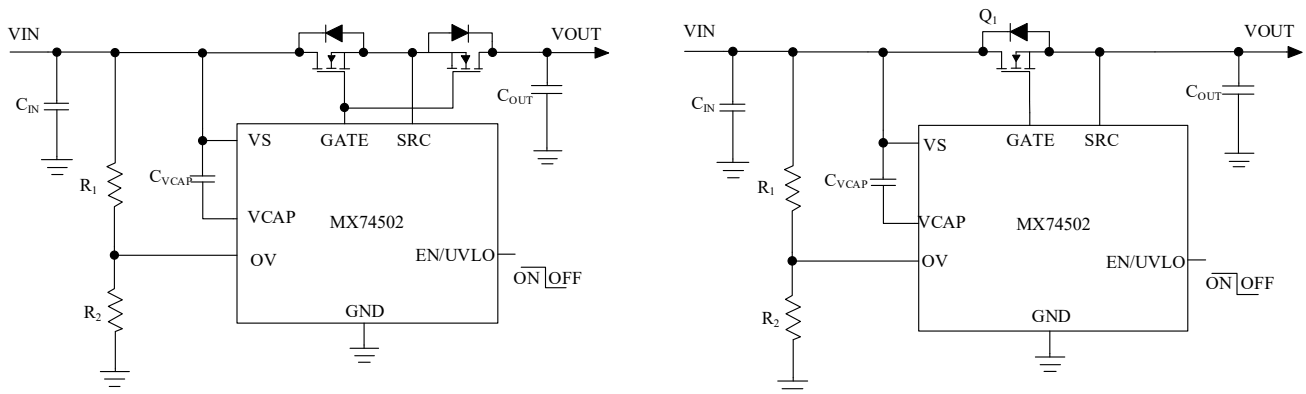 VIN
VOUT
C_IN
C_OUT
VS
GATE
SRC
R_1
C_VCAP
VCAP
MX74502
OV
EN/UVLO
ON OFF
R_2
GND
Q_1
VIN
VOUT
C_IN
C_OUT
VS
GATE
SRC
R_1
C_VCAP
VCAP
MX74502
OV
EN/UVLO
ON OFF
R_2
GND